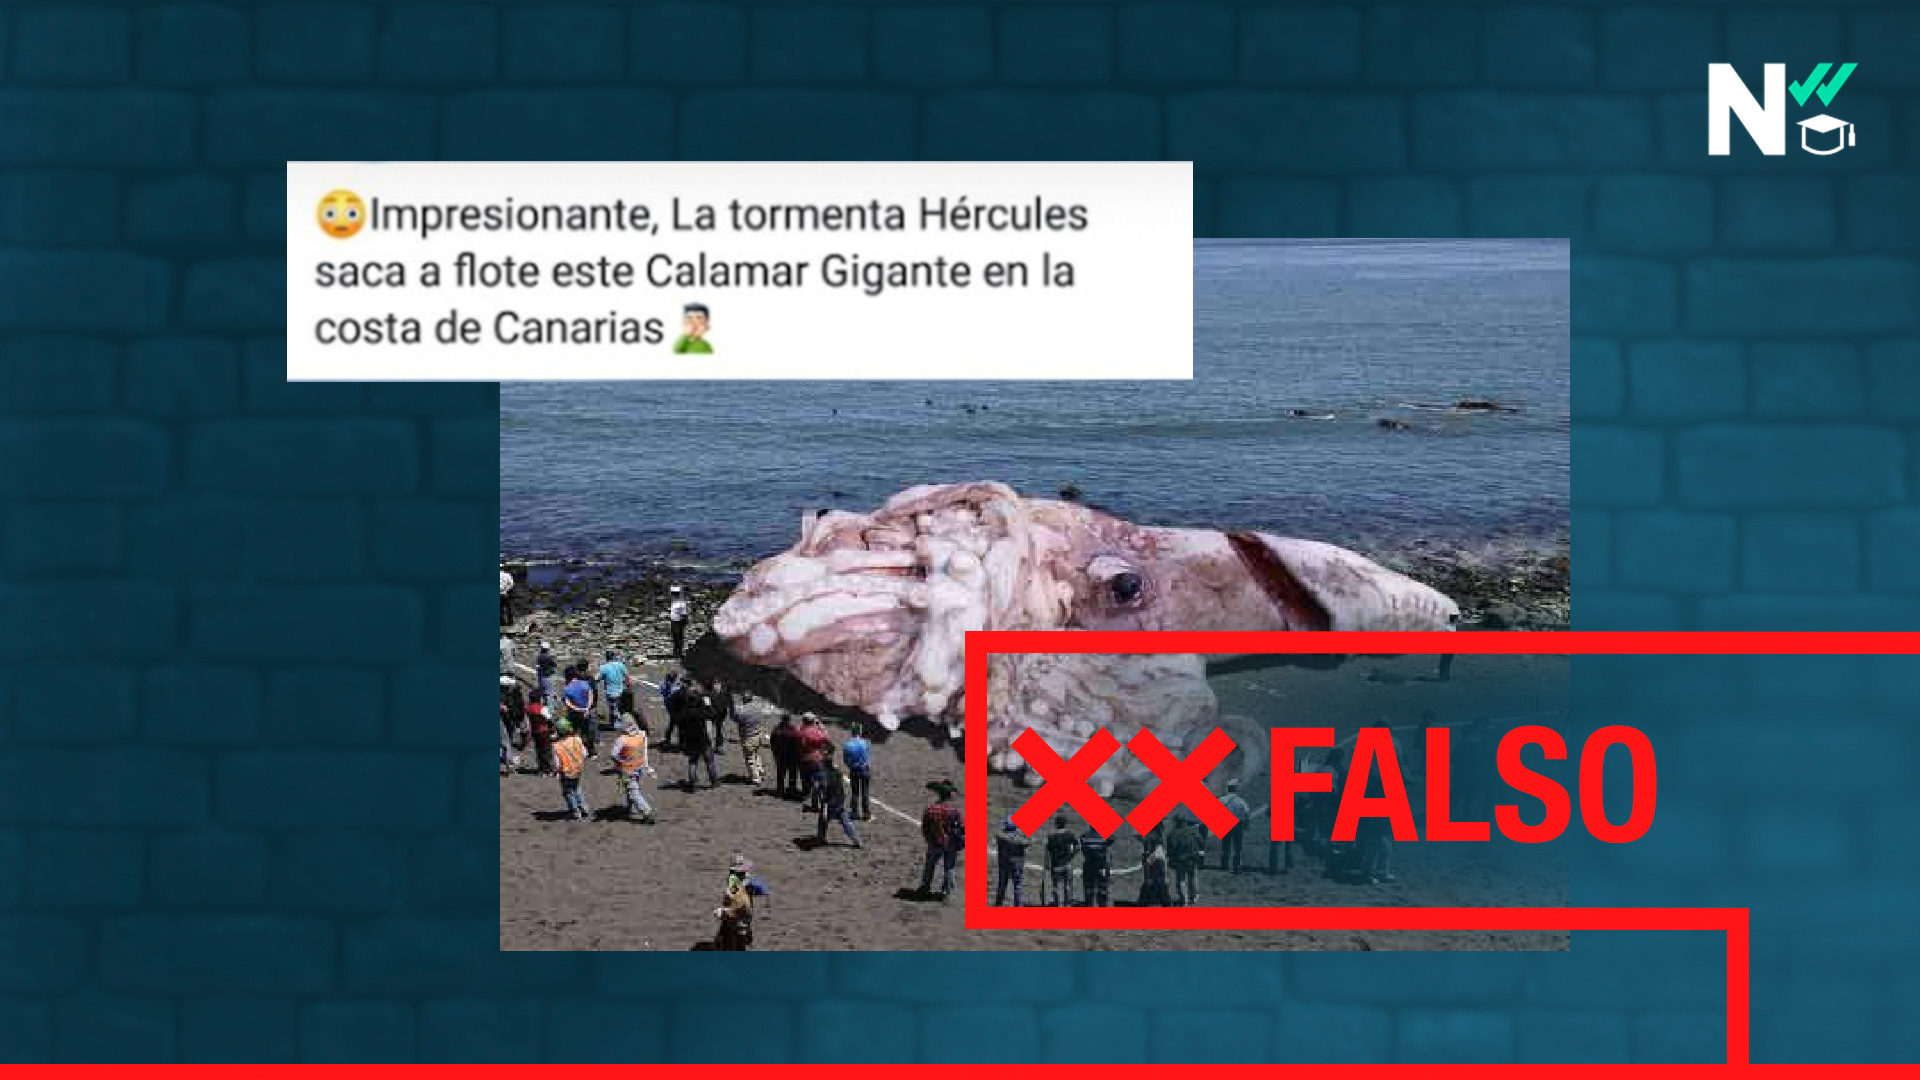 N
😳Impresionante, La tormenta Hércules
saca a flote este Calamar Gigante en la
costa de Canarias🤦🏻‍♂️
FALSO